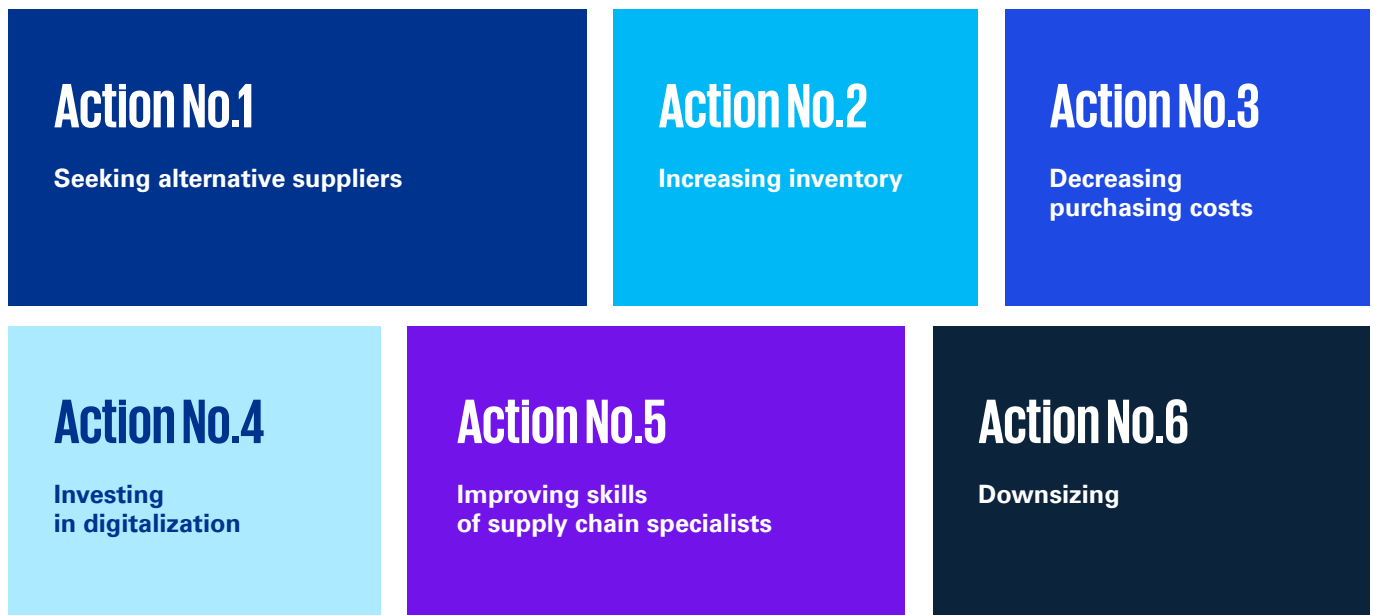 Action No.1
Seeking alternative suppliers
Action No.2
Increasing inventory
Action No.3
Decreasing
purchasing costs
Action No.4
Investing
in digitalization
Action No.5
Improving skills
of supply chain specialists
Action No.6
Downsizing